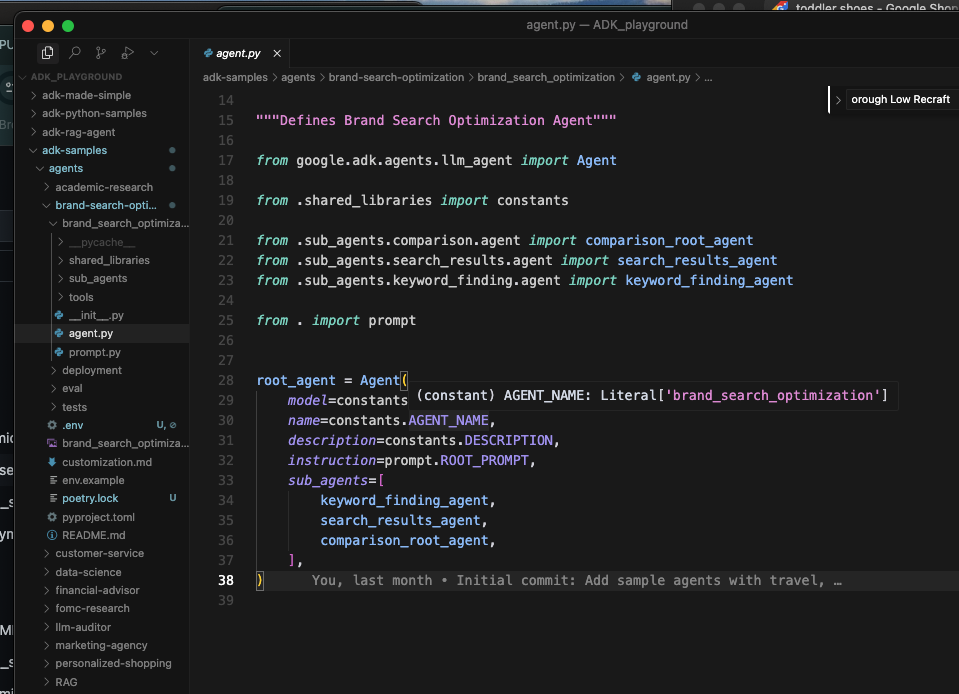 toddler shoes - Google Shop
agent.py — ADK_playground
agent.py
adk-samples > agents > brand-search-optimization > brand_search_optimization > agent.py > ...
orough Low Recraft
ADK_PLAYGROUND
adk-made-simple
adk-python-samples
adk-rag-agent
adk-samples
agents
academic-research
brand-search-opti...
brand_search_optimiza...
__pycache__
shared_libraries
sub_agents
tools
__init__.py
agent.py
prompt.py
deployment
eval
tests
.env U,
brand_search_optimiza...
customization.md
env.example
poetry.lock U
pyproject.toml
README.md
customer-service
data-science
financial-advisor
fomc-research
llm-auditor
marketing-agency
personalized-shopping
RAG
14
15 """Defines Brand Search Optimization Agent"""
16
17 from google.adk.agents.llm_agent import Agent
18
19 from .shared_libraries import constants
20
21 from .sub_agents.comparison.agent import comparison_root_agent
22 from .sub_agents.search_results.agent import search_results_agent
23 from .sub_agents.keyword_finding.agent import keyword_finding_agent
24
25 from . import prompt
26
27
28 root_agent = Agent(
29 model=constants
(constant) AGENT_NAME: Literal['brand_search_optimization']
30 name=constants.AGENT_NAME,
31 description=constants.DESCRIPTION,
32 instruction=prompt.ROOT_PROMPT,
33 sub_agents=[
34 keyword_finding_agent,
35 search_results_agent,
36 comparison_root_agent,
37 ],
38 ) You, last month • Initial commit: Add sample agents with travel, …
39